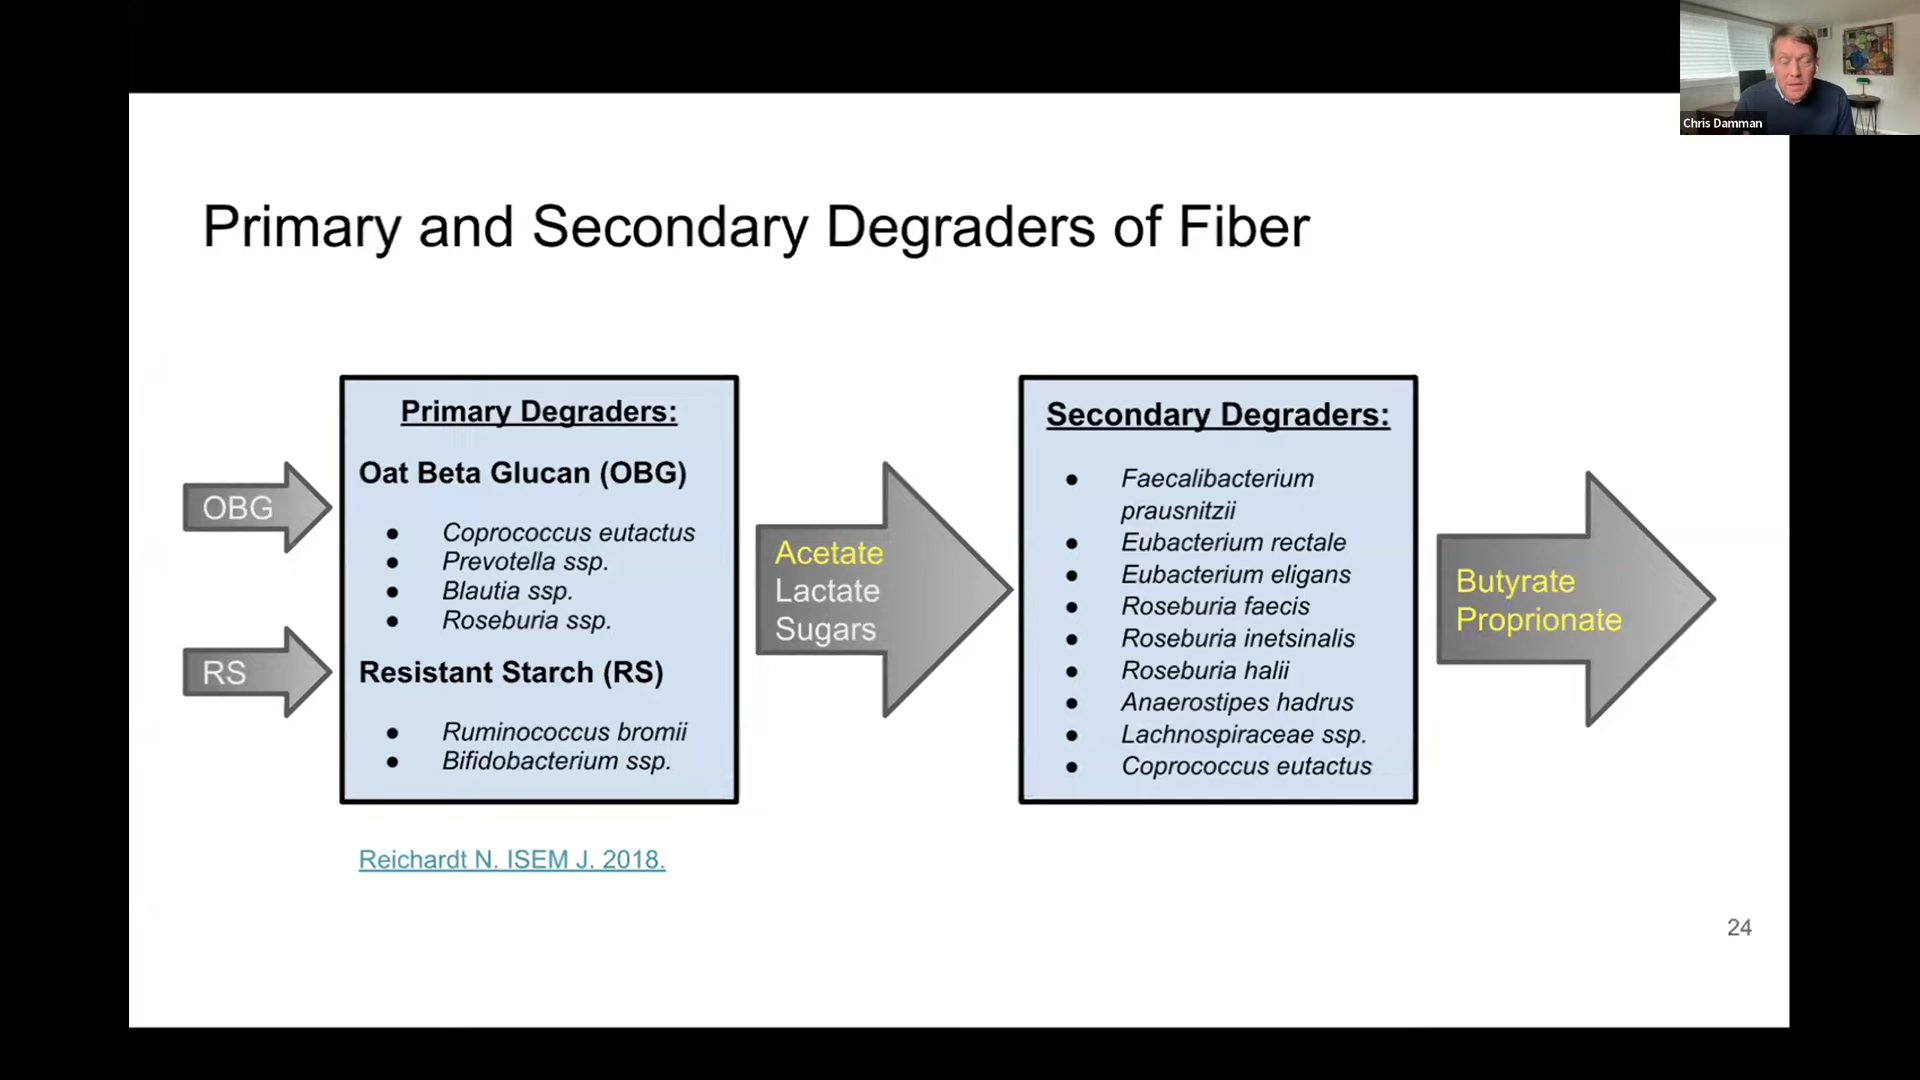 Chris Damman
Primary and Secondary Degraders of Fiber
OBG
RS
Primary Degraders:
Oat Beta Glucan (OBG)
● Coprococcus eutactus
● Prevotella ssp.
● Blautia ssp.
● Roseburia ssp.
Resistant Starch (RS)
● Ruminococcus bromii
● Bifidobacterium ssp.
Acetate
Lactate
Sugars
Secondary Degraders:
● Faecalibacterium
prausnitzii
● Eubacterium rectale
● Eubacterium eligans
● Roseburia faecis
● Roseburia inetsinalis
● Roseburia halii
● Anaerostipes hadrus
● Lachnospiraceae ssp.
● Coprococcus eutactus
Butyrate
Proprionate
Reichardt N. ISEM J. 2018.
24